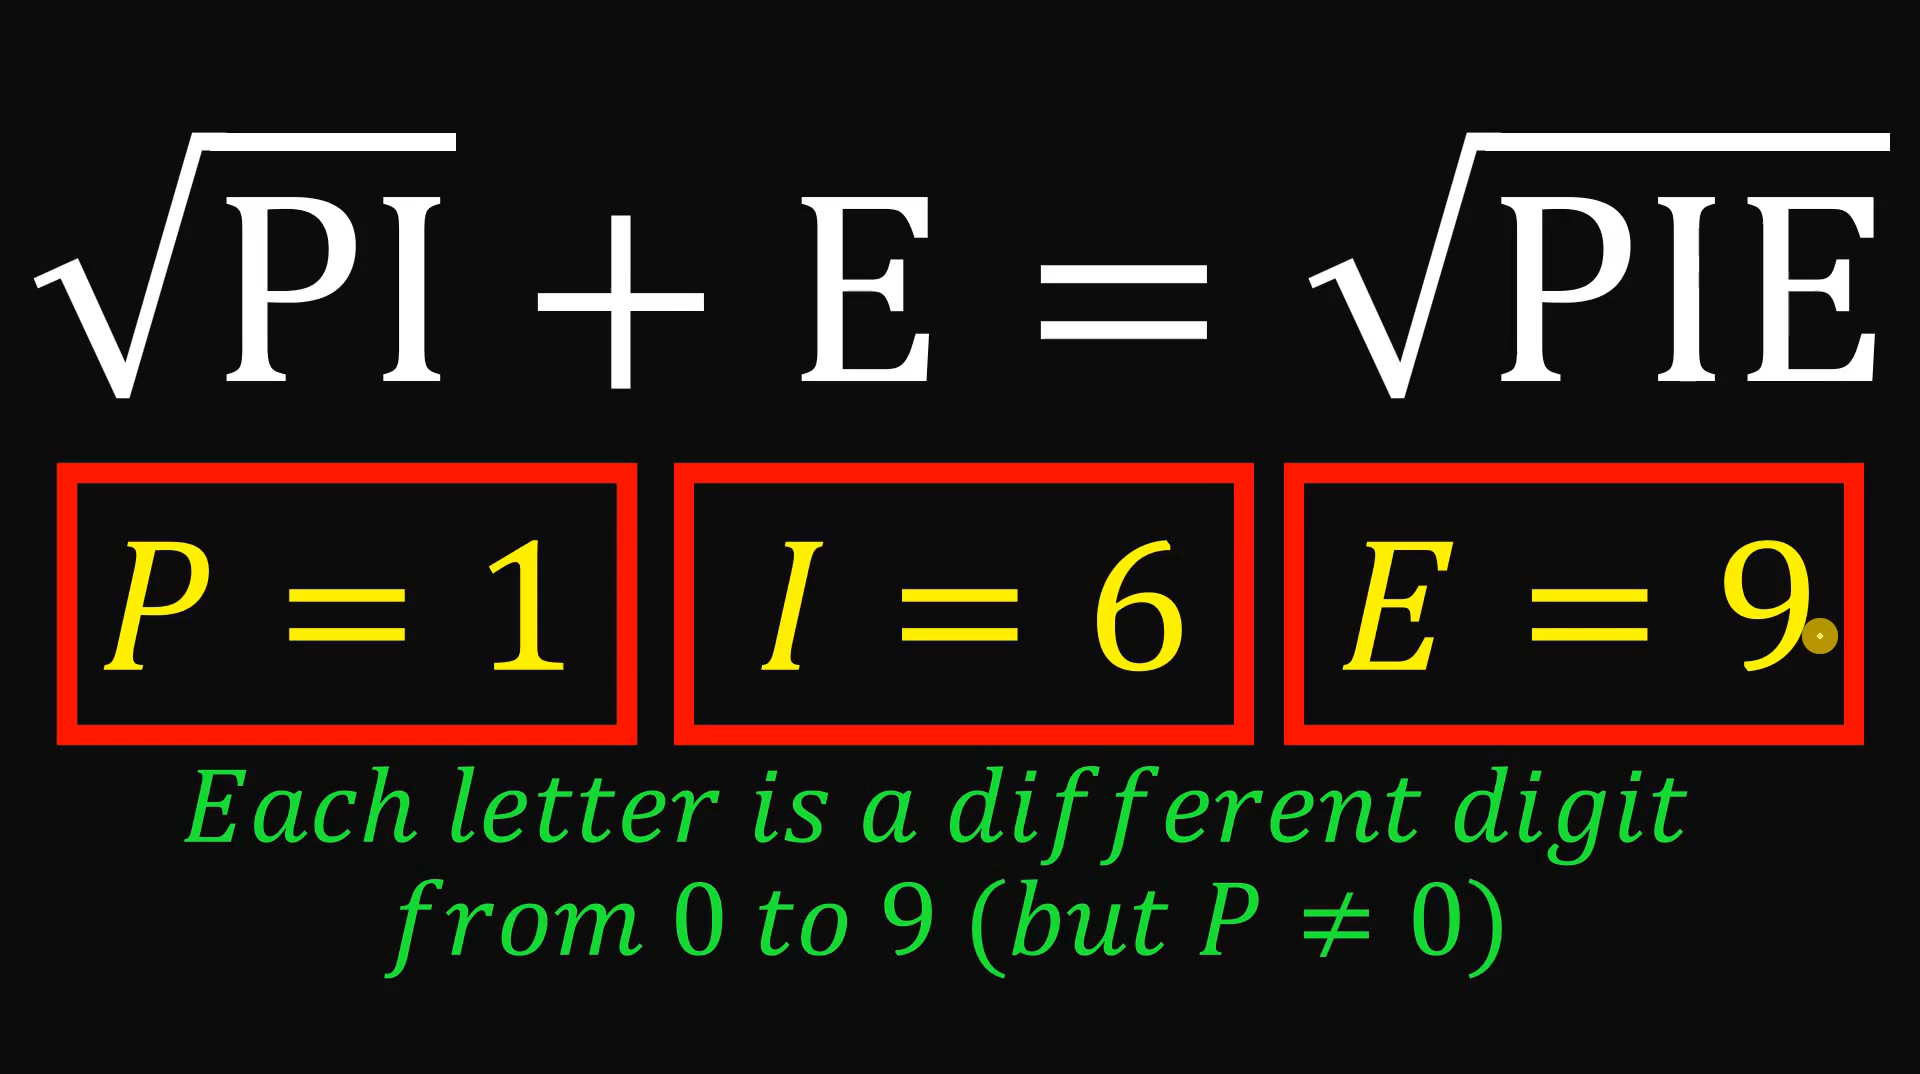 √PI + E = √PIE
P = 1 I = 6 E = 9
Each letter is a different digit
from 0 to 9 (but P ≠ 0)